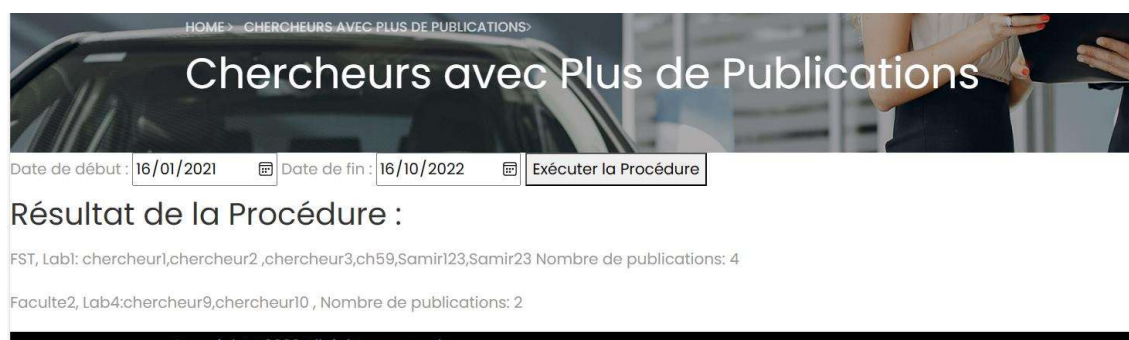 HOME > CHERCHEURS AVEC PLUS DE PUBLICATIONS>
Chercheurs avec Plus de Publications
Date de début : 16/01/2021 Date de fin : 16/10/2022 Exécuter la Procédure
Résultat de la Procédure :
FST, Lab1: chercheur1,chercheur2 ,chercheur3,ch59,Samir123,Samir23 Nombre de publications: 4
Faculte2, Lab4:chercheur9,chercheur10 , Nombre de publications: 2